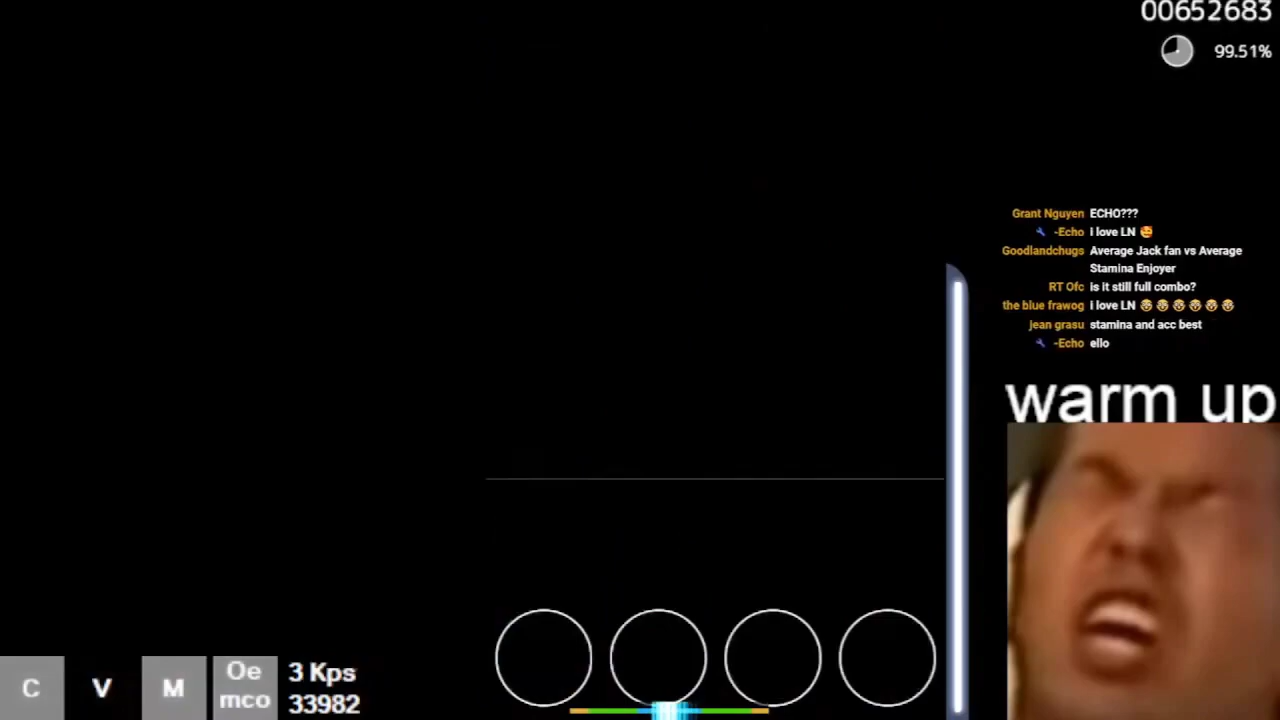 00652683
99.51%
Grant Nguyen ECHO???
-Echo i love LN 🥰
Goodlandchugs Average Jack fan vs Average
Stamina Enjoyer
RT Ofc is it still full combo?
the blue frawog i love LN
jean grasu stamina and acc best
-Echo ello
warm up
C
V
M
Oe
mco
3 Kps
33982